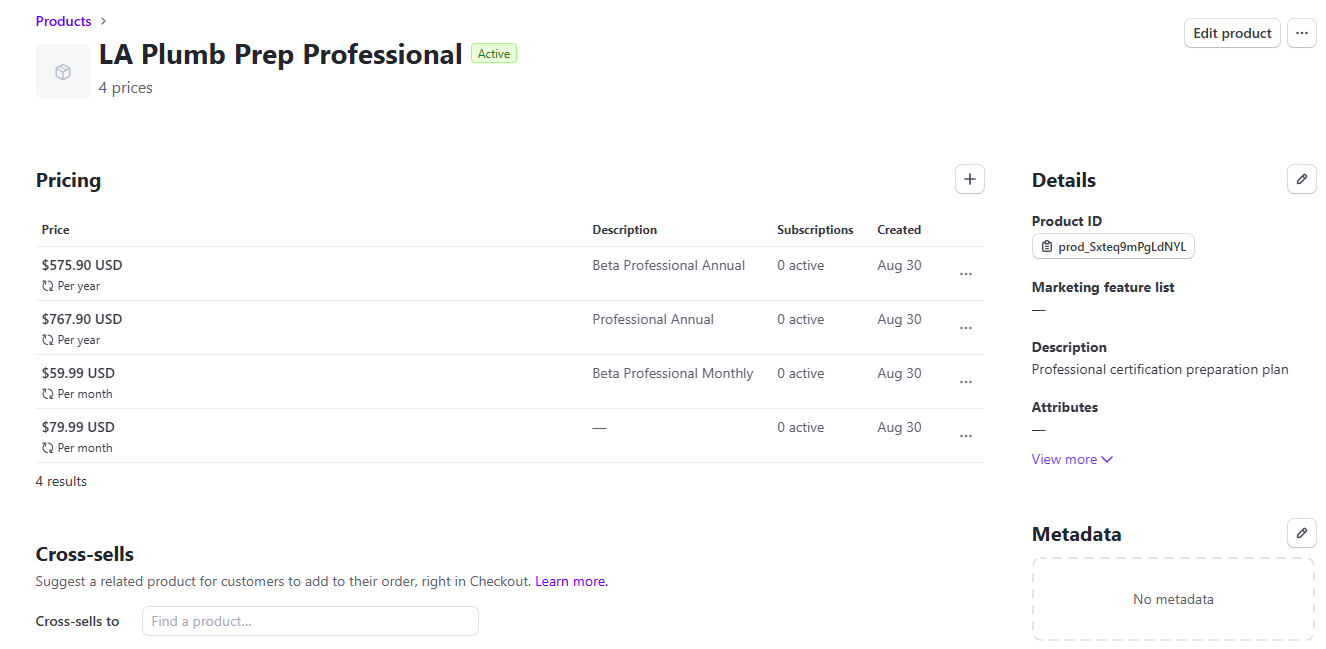 Products
LA Plumb Prep Professional Active
4 prices
Edit product
Pricing
Price Description Subscriptions Created
$575.90 USD Beta Professional Annual 0 active Aug 30
Per year
$767.90 USD Professional Annual 0 active Aug 30
Per year
$59.99 USD Beta Professional Monthly 0 active Aug 30
Per month
$79.99 USD — 0 active Aug 30
Per month
4 results
Cross-sells
Suggest a related product for customers to add to their order, right in Checkout. Learn more.
Cross-sells to Find a product...
Details
Product ID
prod_Sxteq9mPgLdNYL
Marketing feature list
—
Description
Professional certification preparation plan
Attributes
—
View more
Metadata
No metadata